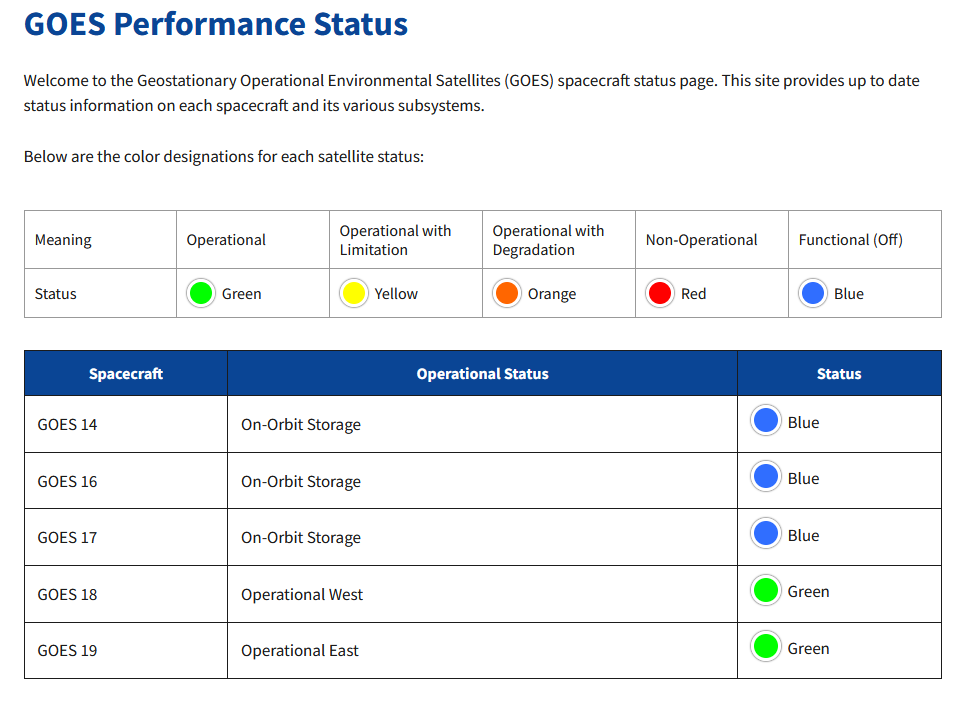 GOES Performance Status
Welcome to the Geostationary Operational Environmental Satellites (GOES) spacecraft status page. This site provides up to date
status information on each spacecraft and its various subsystems.
Below are the color designations for each satellite status:
Meaning Operational Operational with Limitation Operational with Degradation Non-Operational Functional (Off)
Status Green Yellow Orange Red Blue
Spacecraft Operational Status Status
GOES 14 On-Orbit Storage Blue
GOES 16 On-Orbit Storage Blue
GOES 17 On-Orbit Storage Blue
GOES 18 Operational West Green
GOES 19 Operational East Green